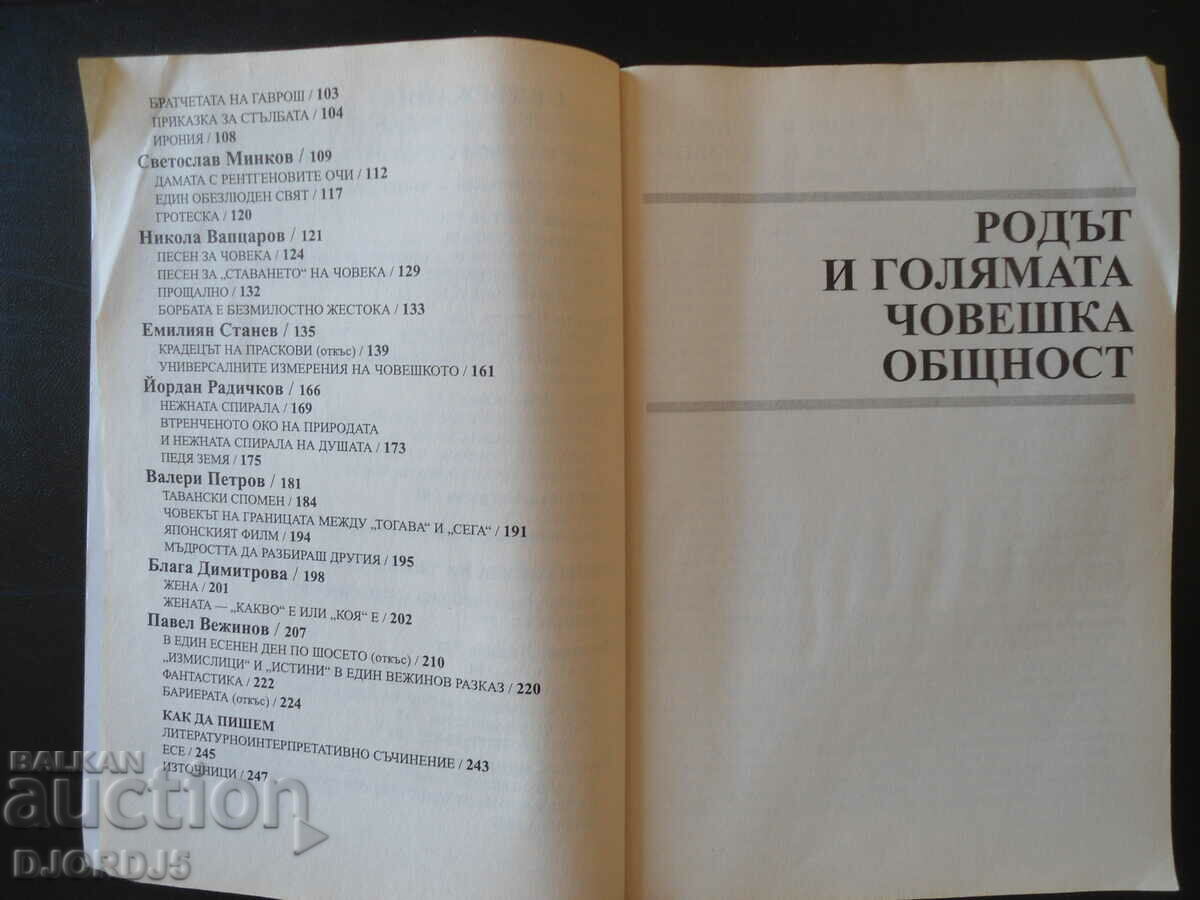 БРАТЧЕТАТА НА ГАВРОШ / 103
ПРИКАЗКА ЗА СТЪЛБАТА / 104
ИРОНИЯ / 108
Светослав Минков / 109
ДАМАТА С РЕНТГЕНОВИТЕ ОЧИ / 112
ЕДИН ОБЕЗЛЮДЕН СВЯТ / 117
ГРОТЕСКА / 120
Никола Вапцаров / 121
ПЕСЕН ЗА ЧОВЕКА / 124
ПЕСЕН ЗА „СТАВАНЕТО“ НА ЧОВЕКА / 129
ПРОЩАЛНО / 132
БОРБАТА Е БЕЗМИЛОСТНО ЖЕСТОКА / 133
Емилиян Станев / 135
КРАДЕЦЪТ НА ПРАСКОВИ (откъс) / 139
УНИВЕРСАЛНИТЕ ИЗМЕРЕНИЯ НА ЧОВЕШКОТО / 161
Йордан Радичков / 166
НЕЖНАТА СПИРАЛА / 169
ВТРЕНЧЕНОТО ОКО НА ПРИРОДАТА
И НЕЖНАТА СПИРАЛА НА ДУШАТА / 173
ПЕДЯ ЗЕМЯ / 175
Валери Петров / 181
ТАВАНСКИ СПОМЕН / 184
ЧОВЕКЪТ НА ГРАНИЦАТА МЕЖДУ „ТОГАВА“ И „СЕГА“ / 191
ЯПОНСКИЯТ ФИЛМ / 194
МЪДРОСТТА ДА РАЗБИРАШ ДРУГИЯ / 195
Блага Димитрова / 198
ЖЕНА / 201
ЖЕНАТА — „КАКВО“ Е ИЛИ „КОЯ“ Е / 202
Павел Вежинов / 207
В ЕДИН ЕСЕНЕН ДЕН ПО ШОСЕТО (откъс) / 210
„ИЗМИСЛИЦИ“ И „ИСТИНИ“ В ЕДИН ВЕЖИНОВ РАЗКАЗ / 220
ФАНТАСТИКА / 222
БАРИЕРАТА (откъс) / 224
КАК ДА ПИШЕМ
ЛИТЕРАТУРНОИНТЕРПРЕТАТИВНО СЪЧИНЕНИЕ / 243
ЕСЕ / 245
ИЗТОЧНИЦИ / 247
РОДЪТ
И ГОЛЯМАТА
ЧОВЕШКА
ОБЩНОСТ
BALKAN
auction
DJORDJ5